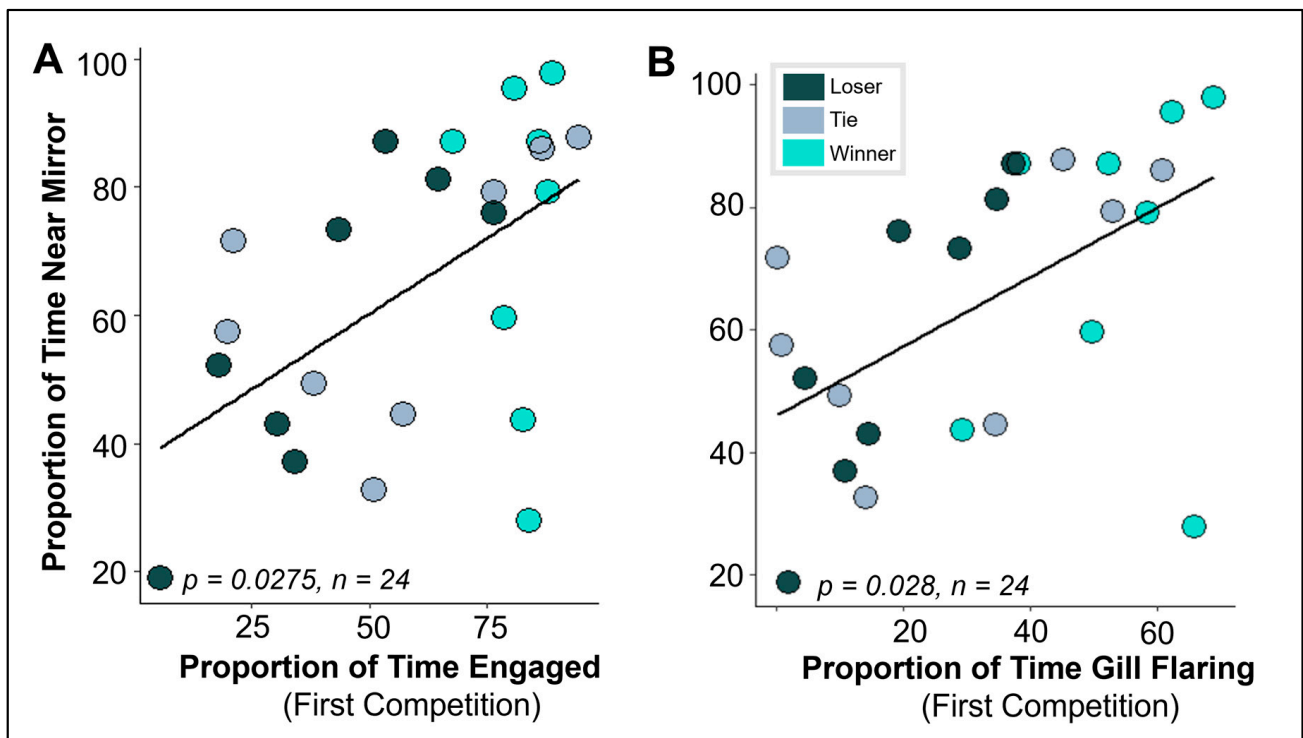 A
Proportion of Time Near Mirror
100
80
60
40
20
p = 0.0275, n = 24
25
50
75
Proportion of Time Engaged
(First Competition)
B
Loser
Tie
Winner
100
80
60
40
20
p = 0.028, n = 24
20
40
60
Proportion of Time Gill Flaring
(First Competition)